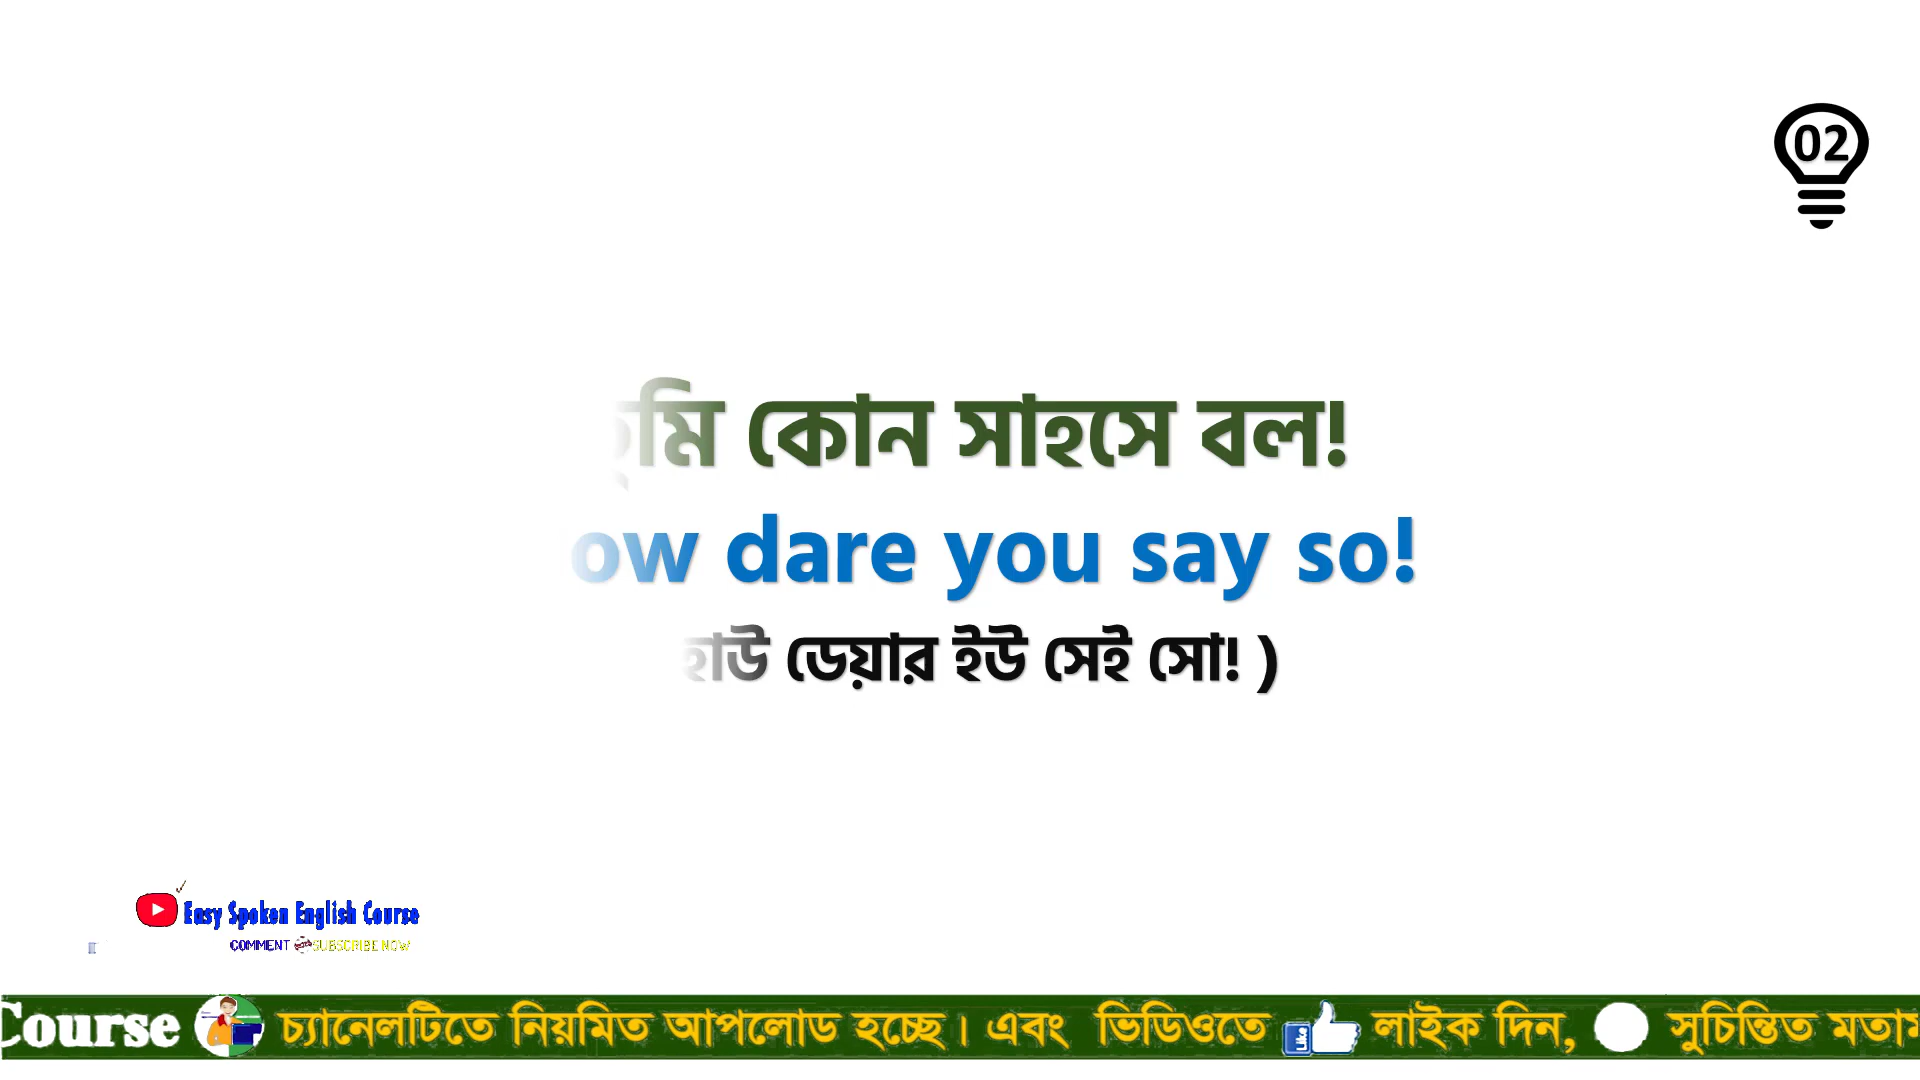 02
তুমি কোন সাহসে বল!
ow dare you say so!
হাউ ডেয়ার ইউ সেই সো! )
Easy Spoken English Course
COMMENT SUBSCRIBE NOW
Course চ্যানেলটিতে নিয়মিত আপলোড হচ্ছে। এবং ভিডিওতে Like লাইক দিন, সুচিন্তিত